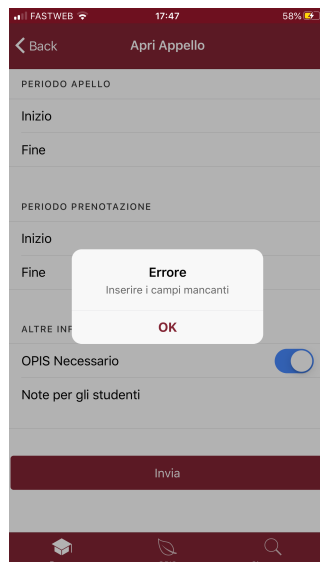 FASTWEB 17:47 58%
Back Apri Appello
PERIODO APELLO
Inizio
Fine
PERIODO PRENOTAZIONE
Inizio
Fine
Errore
Inserire i campi mancanti
OK
ALTRE INF
OPIS Necessario
Note per gli studenti
Invia